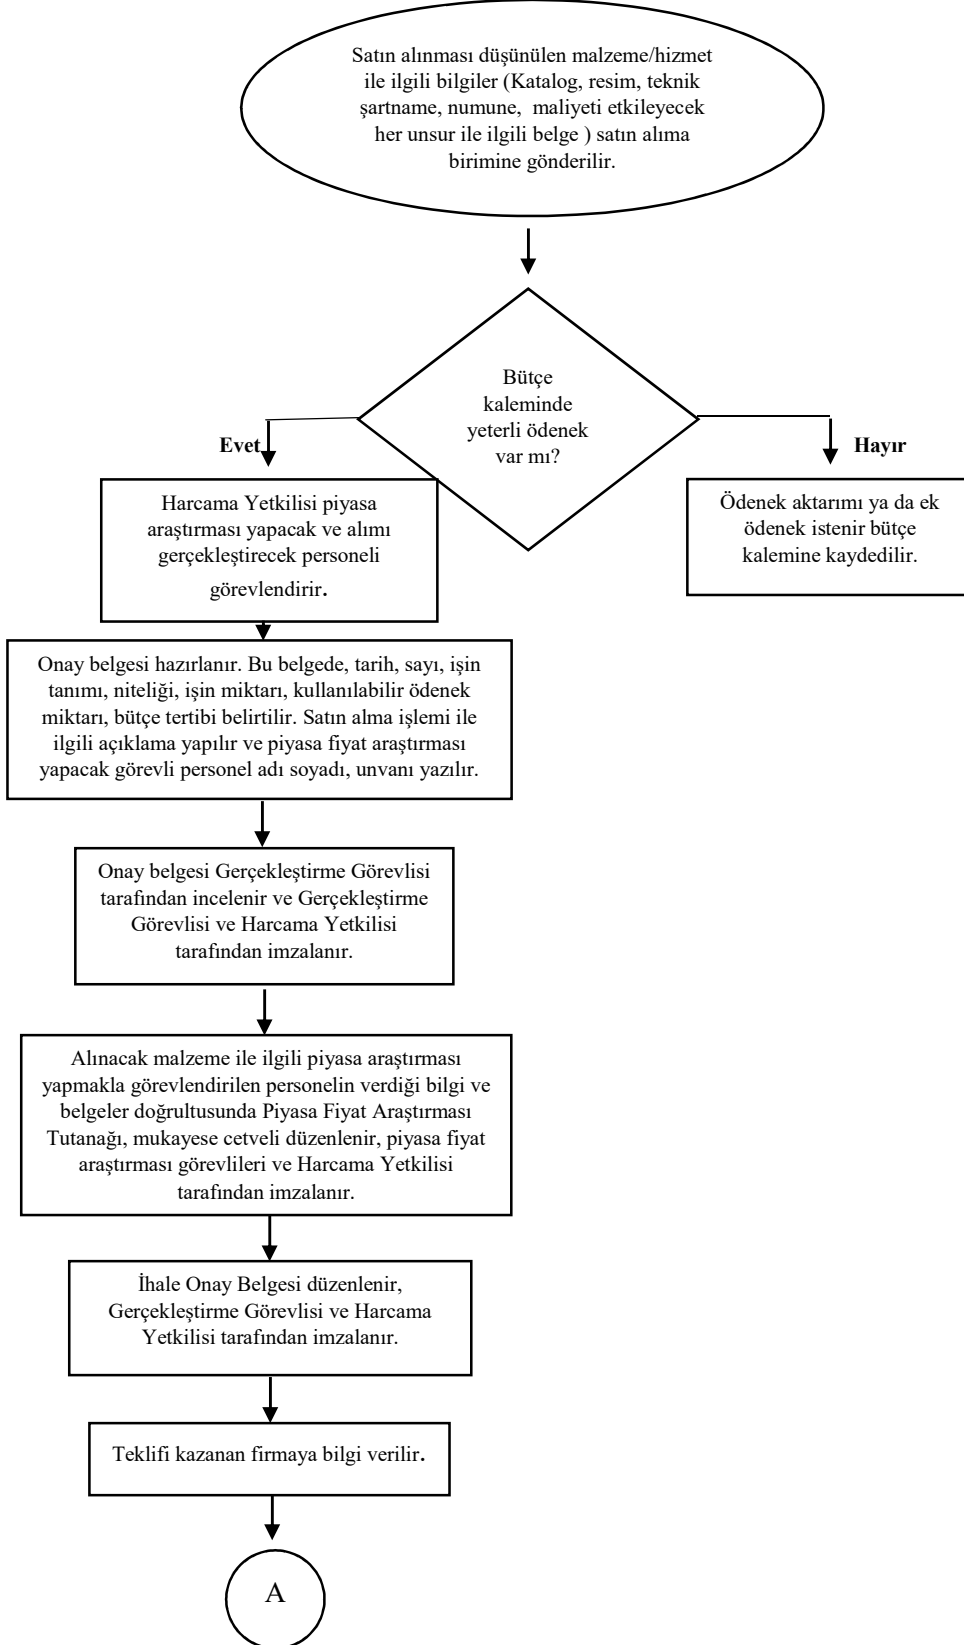 Satın alınması düşünülen malzeme/hizmet
ile ilgili bilgiler (Katalog, resim, teknik
şartname, numune, maliyeti etkileyecek
her unsur ile ilgili belge ) satın alıma
birimine gönderilir.
Bütçe
kaleminde
yeterli ödenek
var mı?
Evet
Hayır
Harcama Yetkilisi piyasa
araştırması yapacak ve alımı
gerçekleştirecek personeli
görevlendirir.
Ödenek aktarımı ya da ek
ödenek istenir bütçe
kalemine kaydedilir.
Onay belgesi hazırlanır. Bu belgede, tarih, sayı, işin
tanımı, niteliği, işin miktarı, kullanılabilir ödenek
miktarı, bütçe tertibi belirtilir. Satın alma işlemi ile
ilgili açıklama yapılır ve piyasa fiyat araştırması
yapacak görevli personel adı soyadı, unvanı yazılır.
Onay belgesi Gerçekleştirme Görevlisi
tarafından incelenir ve Gerçekleştirme
Görevlisi ve Harcama Yetkilisi
tarafından imzalanır.
Alınacak malzeme ile ilgili piyasa araştırması
yapmakla görevlendirilen personelin verdiği bilgi ve
belgeler doğrultusunda Piyasa Fiyat Araştırması
Tutanağı, mukayese cetveli düzenlenir, piyasa fiyat
araştırması görevlileri ve Harcama Yetkilisi
tarafından imzalanır.
İhale Onay Belgesi düzenlenir,
Gerçekleştirme Görevlisi ve Harcama
Yetkilisi tarafından imzalanır.
Teklifi kazanan firmaya bilgi verilir.
A